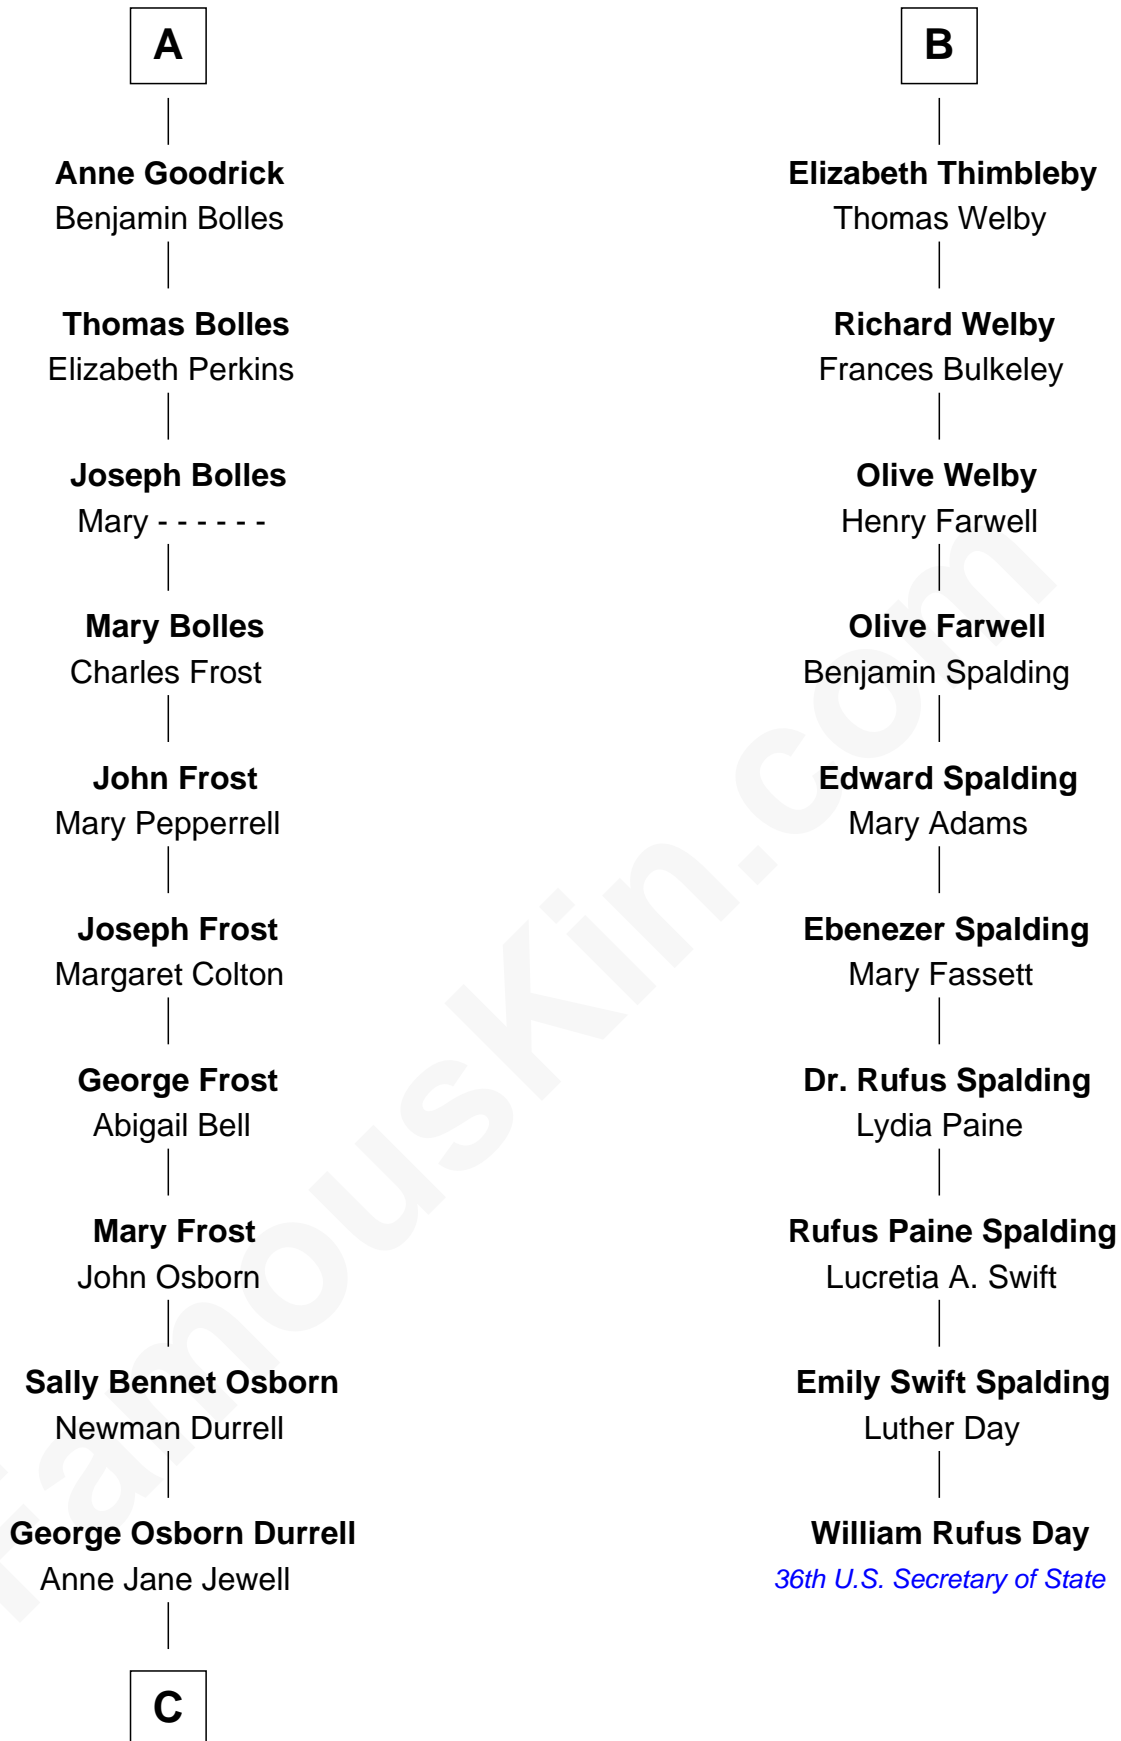 A
Anne Goodrick
Benjamin Bolles
Thomas Bolles
Elizabeth Perkins
Joseph Bolles
Mary - - - - - -
Mary Bolles
Charles Frost
John Frost
Mary Pepperrell
Joseph Frost
Margaret Colton
George Frost
Abigail Bell
Mary Frost
John Osborn
Sally Bennet Osborn
Newman Durrell
George Osborn Durrell
Anne Jane Jewell
C
B
Elizabeth Thimbleby
Thomas Welby
Richard Welby
Frances Bulkeley
Olive Welby
Henry Farwell
Olive Farwell
Benjamin Spalding
Edward Spalding
Mary Adams
Ebenezer Spalding
Mary Fassett
Dr. Rufus Spalding
Lydia Paine
Rufus Paine Spalding
Lucretia A. Swift
Emily Swift Spalding
Luther Day
William Rufus Day
36th U.S. Secretary of State
FamousKin.com